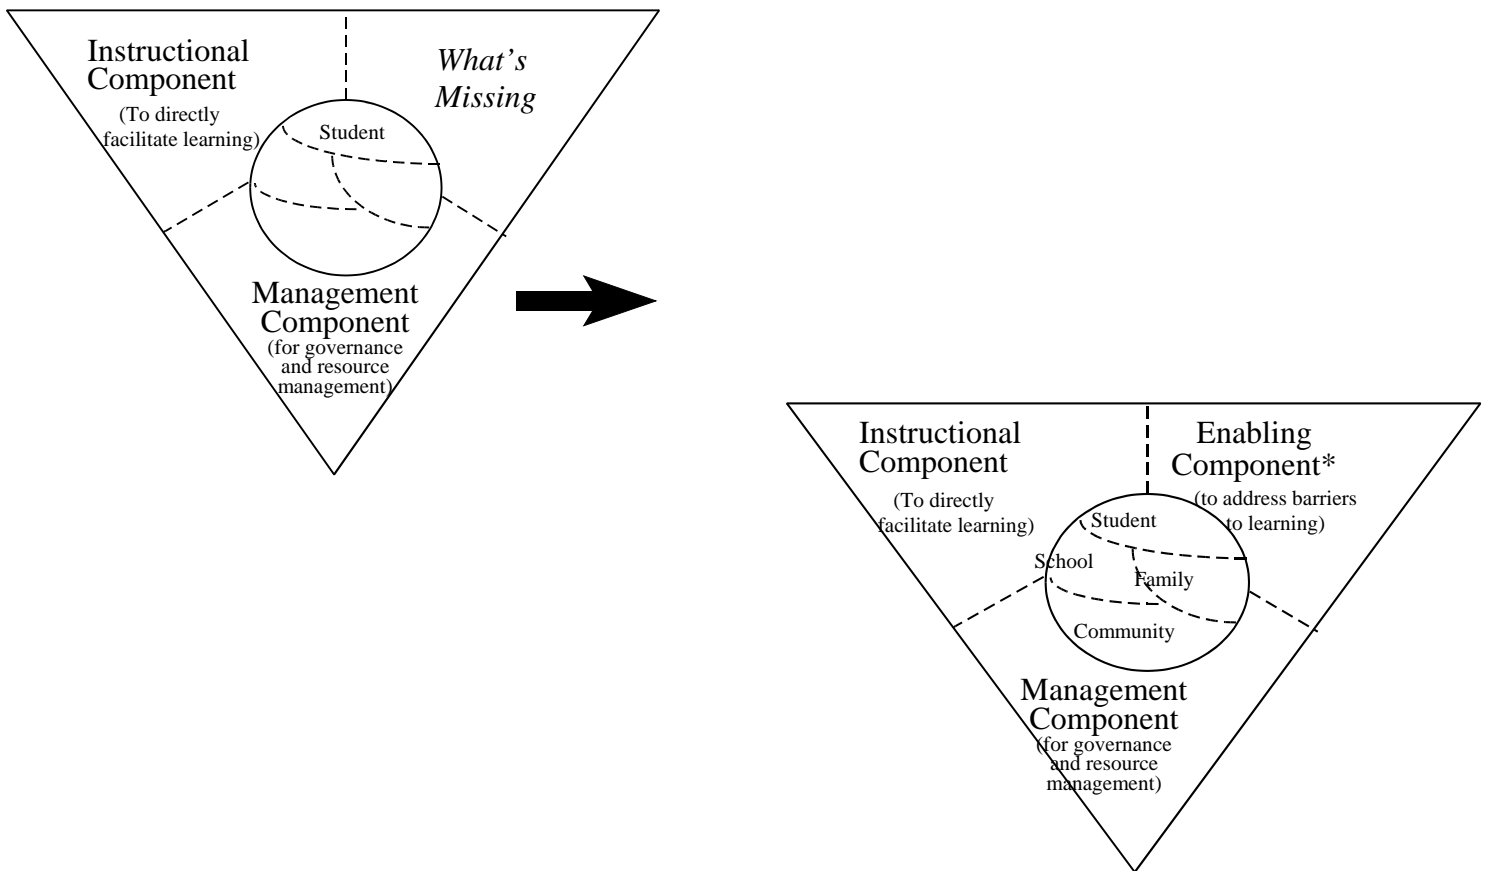 Instructional
Component
(To directly
facilitate learning)
What's
Missing
Student
Management
Component
(for governance
and resource
management)
Instructional
Component
(To directly
facilitate learning)
Enabling
Component*
(to address barriers
to learning)
Student
School
Family
Community
Management
Component
(for governance
and resource
management)